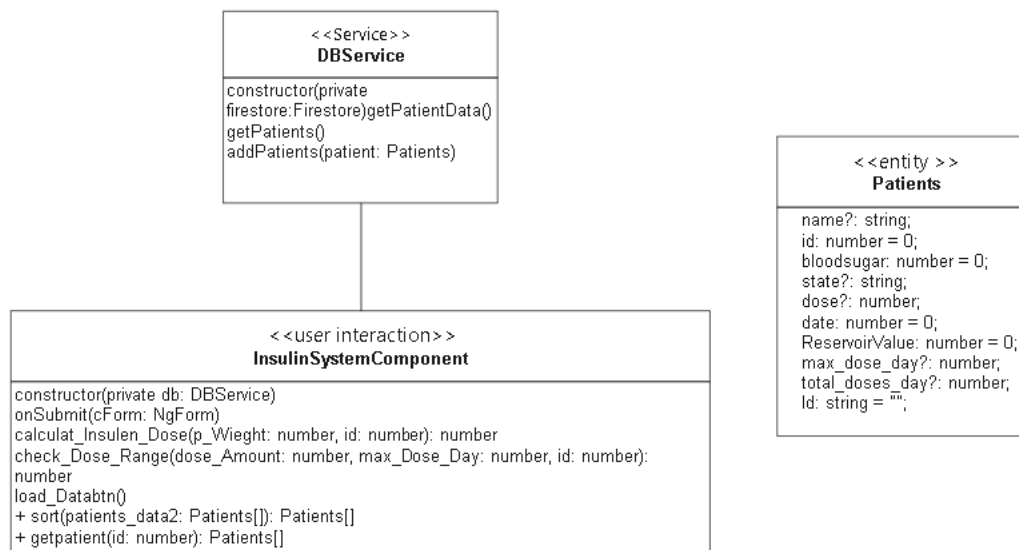 <<Service>>
DBService
constructor(private
firestore:Firestore)getPatientData()
getPatients()
addPatients(patient: Patients)
<<entity >>
Patients
name?: string;
id: number = 0;
bloodsugar: number = 0;
state?: string;
dose?: number;
date: number = 0;
ReservoirValue: number = 0;
max_dose_day?: number;
total_doses_day?: number;
Id: string = "";
<<user interaction>>
InsulinSystemComponent
constructor(private db: DBService)
onSubmit(cForm: NgForm)
calculat_Insulen_Dose(p_Wieght: number, id: number): number
check_Dose_Range(dose_Amount: number, max_Dose_Day: number, id: number):
number
load_Databtn()
+ sort(patients_data2: Patients[]): Patients[]
+ getpatient(id: number): Patients[]